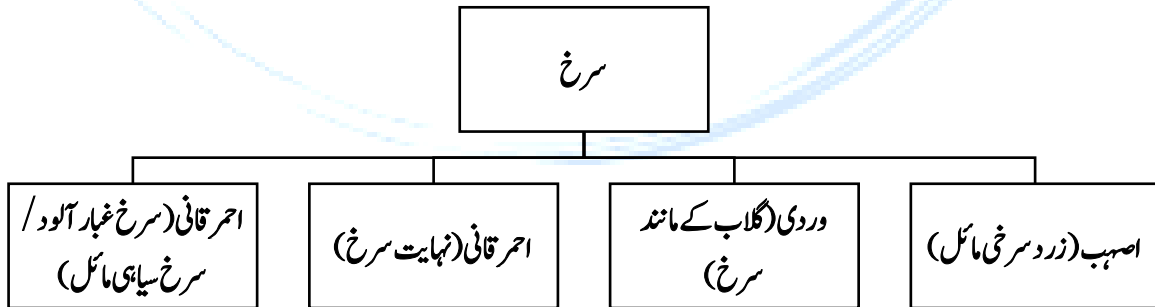 سرخ
اصہب (زرد سرخی مائل)
وردی (گلاب کے مانند
سرخ)
احمر قانی (نہایت سرخ)
احمر قانی (سرخ غبار آلود /
سرخ سیاہی مائل)